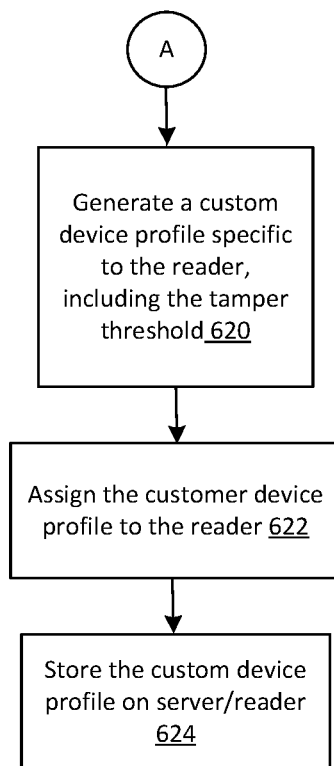 A
Generate a custom
device profile specific
to the reader,
including the tamper
threshold 620
Assign the customer device
profile to the reader 622
Store the custom device
profile on server/reader
624